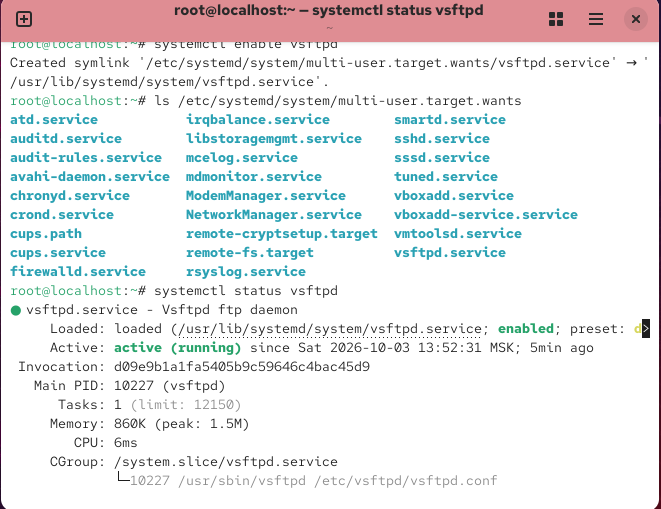 root@localhost:~ — systemctl status vsftpd
~
root@localhost:~# systemctl enable vsftpd
Created symlink '/etc/systemd/system/multi-user.target.wants/vsftpd.service' → '
/usr/lib/systemd/system/vsftpd.service'.
root@localhost:~# ls /etc/systemd/system/multi-user.target.wants
atd.service           irqbalance.service        smartd.service
auditd.service        libstoragemgmt.service    sshd.service
audit-rules.service   mcelog.service            sssd.service
avahi-daemon.service  mdmonitor.service         tuned.service
chronyd.service       ModemManager.service      vboxadd.service
crond.service         NetworkManager.service    vboxadd-service.service
cups.path             remote-cryptsetup.target  vmtoolsd.service
cups.service          remote-fs.target          vsftpd.service
firewalld.service     rsyslog.service
root@localhost:~# systemctl status vsftpd
● vsftpd.service - Vsftpd ftp daemon
     Loaded: loaded (/usr/lib/systemd/system/vsftpd.service; enabled; preset: d>
     Active: active (running) since Sat 2026-10-03 13:52:31 MSK; 5min ago
 Invocation: d09e9b1a1fa5405b9c59646c4bac45d9
   Main PID: 10227 (vsftpd)
      Tasks: 1 (limit: 12150)
     Memory: 860K (peak: 1.5M)
        CPU: 6ms
     CGroup: /system.slice/vsftpd.service
             └─10227 /usr/sbin/vsftpd /etc/vsftpd/vsftpd.conf